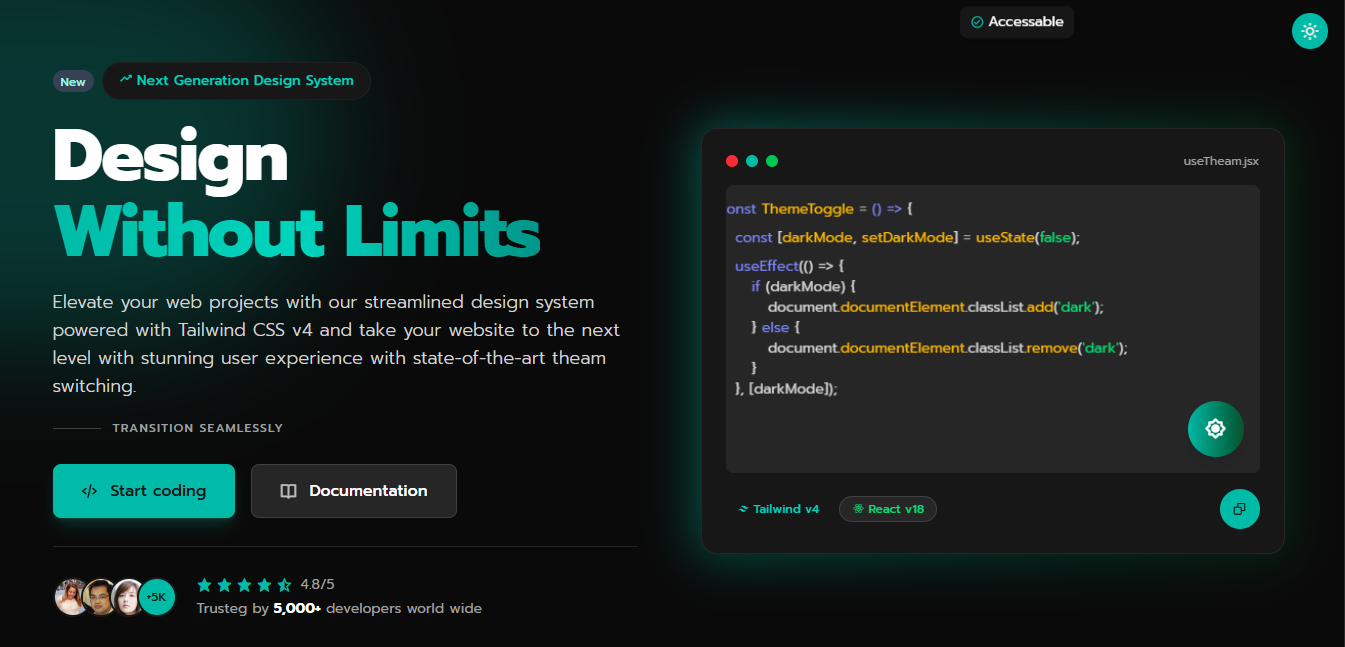 Accessable
New
Next Generation Design System
Design
Without Limits
Elevate your web projects with our streamlined design system
powered with Tailwind CSS v4 and take your website to the next
level with stunning user experience with state-of-the-art theam
switching.
TRANSITION SEAMLESSLY
</> Start coding
Documentation
+5K
4.8/5
Trusteg by 5,000+ developers world wide
useTheam.jsx
onst ThemeToggle = () => {
const [darkMode, setDarkMode] = useState(false);
useEffect(() => {
if (darkMode) {
document.documentElement.classList.add('dark');
} else {
document.documentElement.classList.remove('dark');
}
}, [darkMode]);
Tailwind v4
React v18